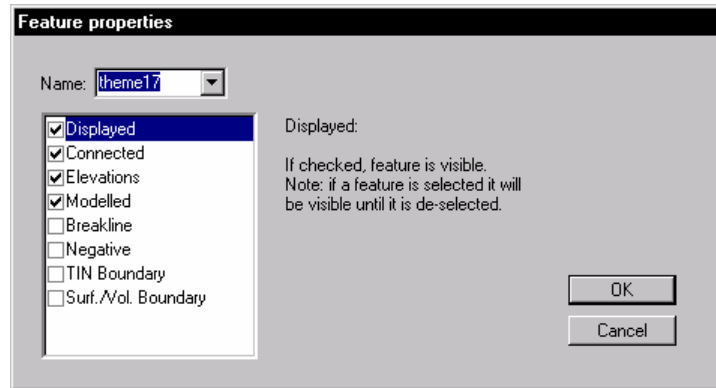 Feature properties
Name: theme17
Displayed
Connected
Elevations
Modelled
Breakline
Negative
TIN Boundary
Surf./Vol. Boundary
Displayed:
If checked, feature is visible.
Note: if a feature is selected it will
be visible until it is de-selected.
OK
Cancel